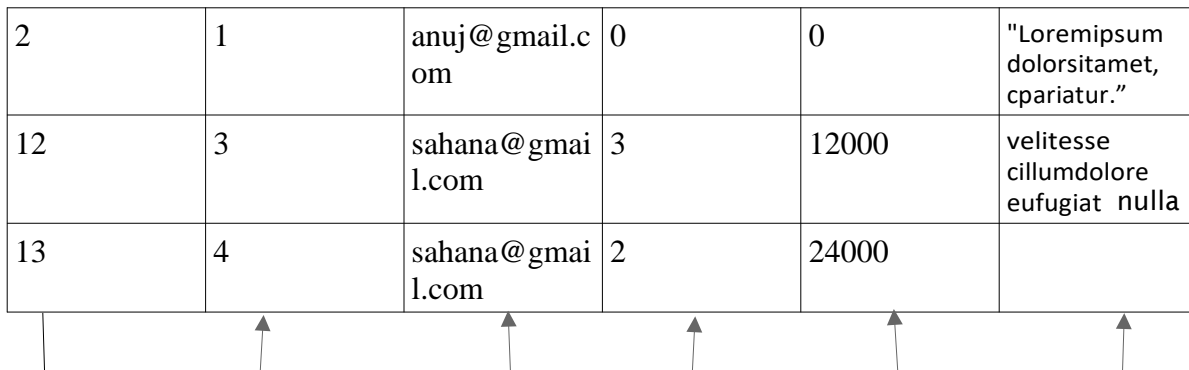 2
1
anuj@gmail.c
om
0
0
"Loremipsum
dolorsitamet,
cpariatur.”
12
3
sahana@gmai
l.com
3
12000
velitesse
cillumdolore
eufugiat nulla
13
4
sahana@gmai
l.com
2
24000